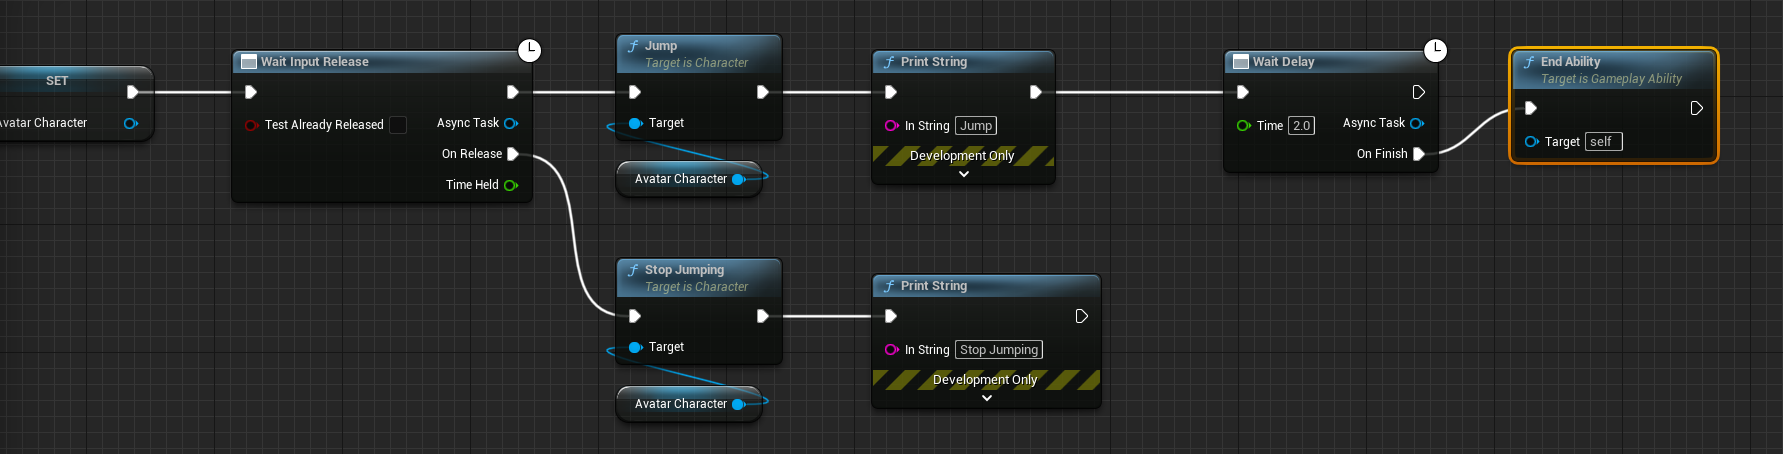 SET
Avatar Character
Wait Input Release
Test Already Released
Async Task
On Release
Time Held
f Jump
Target is Character
Target
Avatar Character
f Print String
In String Jump
Development Only
Wait Delay
Time 2.0
Async Task
On Finish
f End Ability
Target is Gameplay Ability
Target self
f Stop Jumping
Target is Character
Target
Avatar Character
f Print String
In String Stop Jumping
Development Only